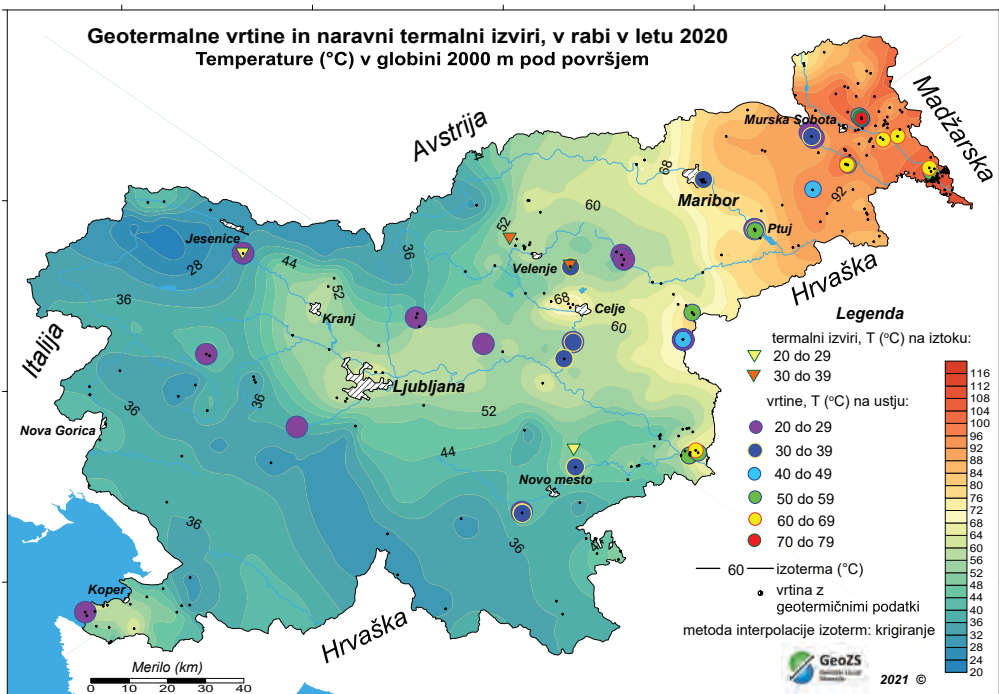 Geotermalne vrtine in naravni termalni izviri, v rabi v letu 2020
Temperature (°C) v globini 2000 m pod površjem
Avstrija
Madžarska
Murska Sobota
Maribor
Ptuj
Hrvaška
Jesenice
Velenje
Celje
Kranj
Ljubljana
Italija
Nova Gorica
Novo mesto
Koper
Hrvaška
68
92
60
52
36
28
44
52
36
68
60
36
36
52
44
36
36
44
Legenda
termalni izviri, T (°C) na iztoku:
20 do 29
30 do 39
vrtine, T (°C) na ustju:
20 do 29
30 do 39
40 do 49
50 do 59
60 do 69
70 do 79
60 izoterma (°C)
vrtina z
geotermičnimi podatki
metoda interpolacije izoterm: krigiranje
116
112
108
104
100
96
92
88
84
80
76
72
68
64
60
56
52
48
44
40
36
32
28
24
20
Merilo (km)
0 10 20 30 40
GeoZS
2021 ©